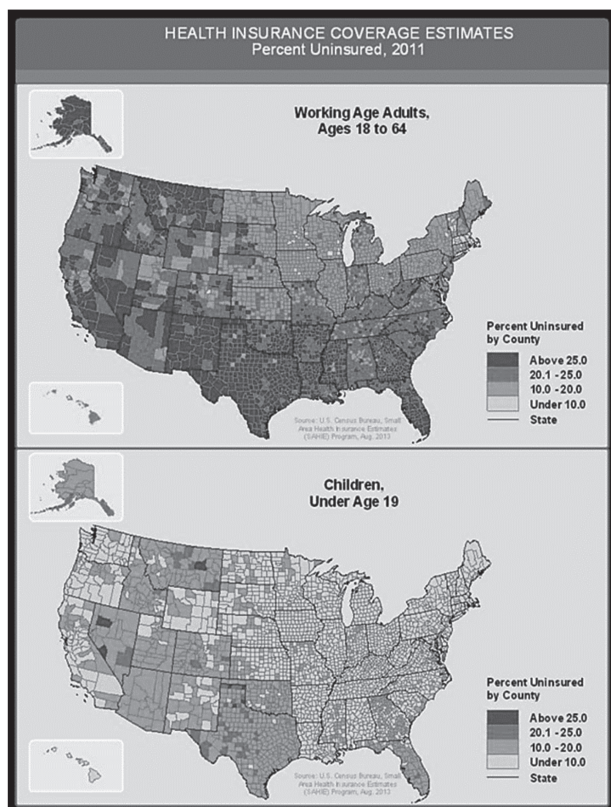 HEALTH INSURANCE COVERAGE ESTIMATES
Percent Uninsured, 2011
Working Age Adults,
Ages 18 to 64
Percent Uninsured
by County
Above 25.0
20.1 -25.0
10.0 -20.0
Under 10.0
State
Source: U.S. Census Bureau, Small
Area Health Insurance Estimates
(SAHIE) Program, Aug. 2013
Children,
Under Age 19
Percent Uninsured
by County
Above 25.0
20.1 -25.0
10.0 -20.0
Under 10.0
State
Source: U.S. Census Bureau, Small
Area Health Insurance Estimates
(SAHIE) Program, Aug. 2013